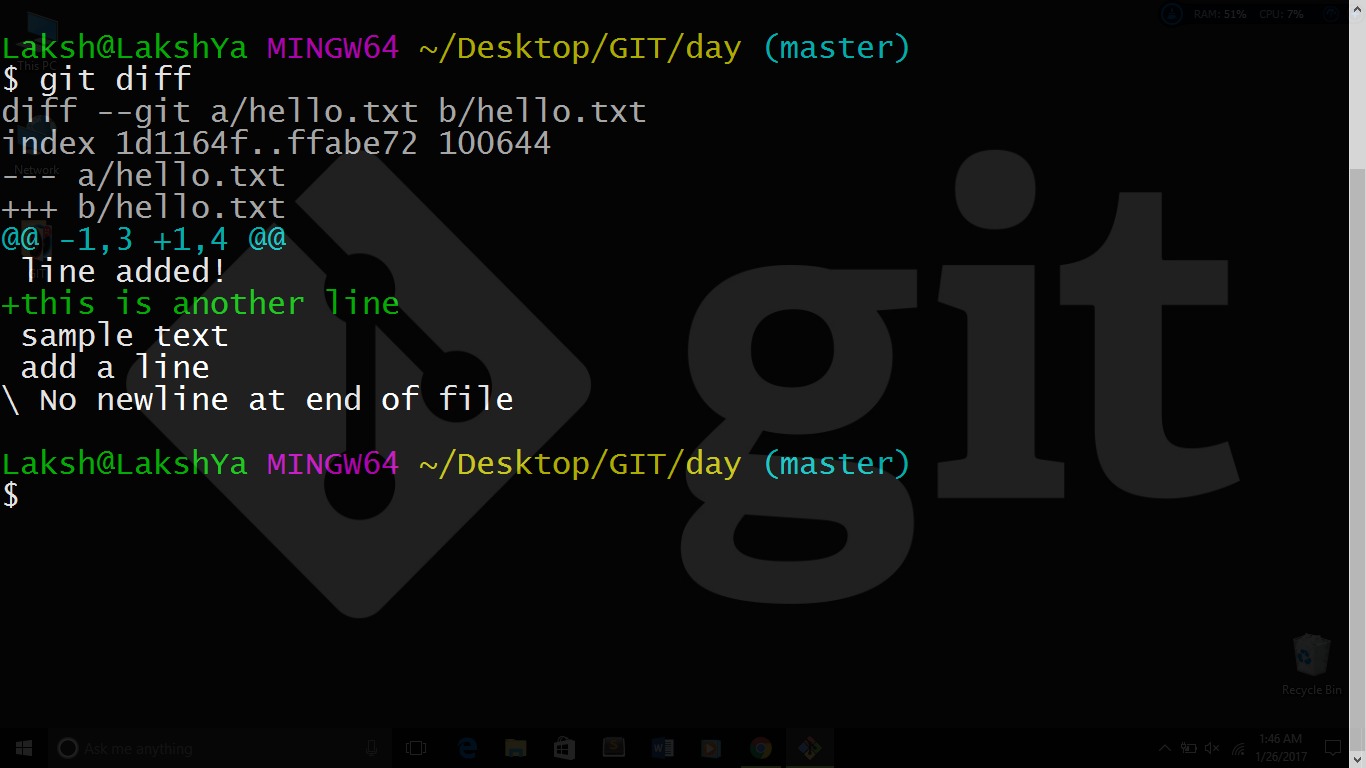 RAM: 51% CPU: 7%
Laksh@LakshYa MINGW64 ~/Desktop/GIT/day (master)
This PC
$ git diff
diff --git a/hello.txt b/hello.txt
index 1d1164f..ffabe72 100644
Network
--- a/hello.txt
+++ b/hello.txt
@@ -1,3 +1,4 @@
 line added!
+this is another line
 sample text
 add a line
\ No newline at end of file
Laksh@LakshYa MINGW64 ~/Desktop/GIT/day (master)
$
git
Recycle Bin
Ask me anything
1:46 AM
1/26/2017